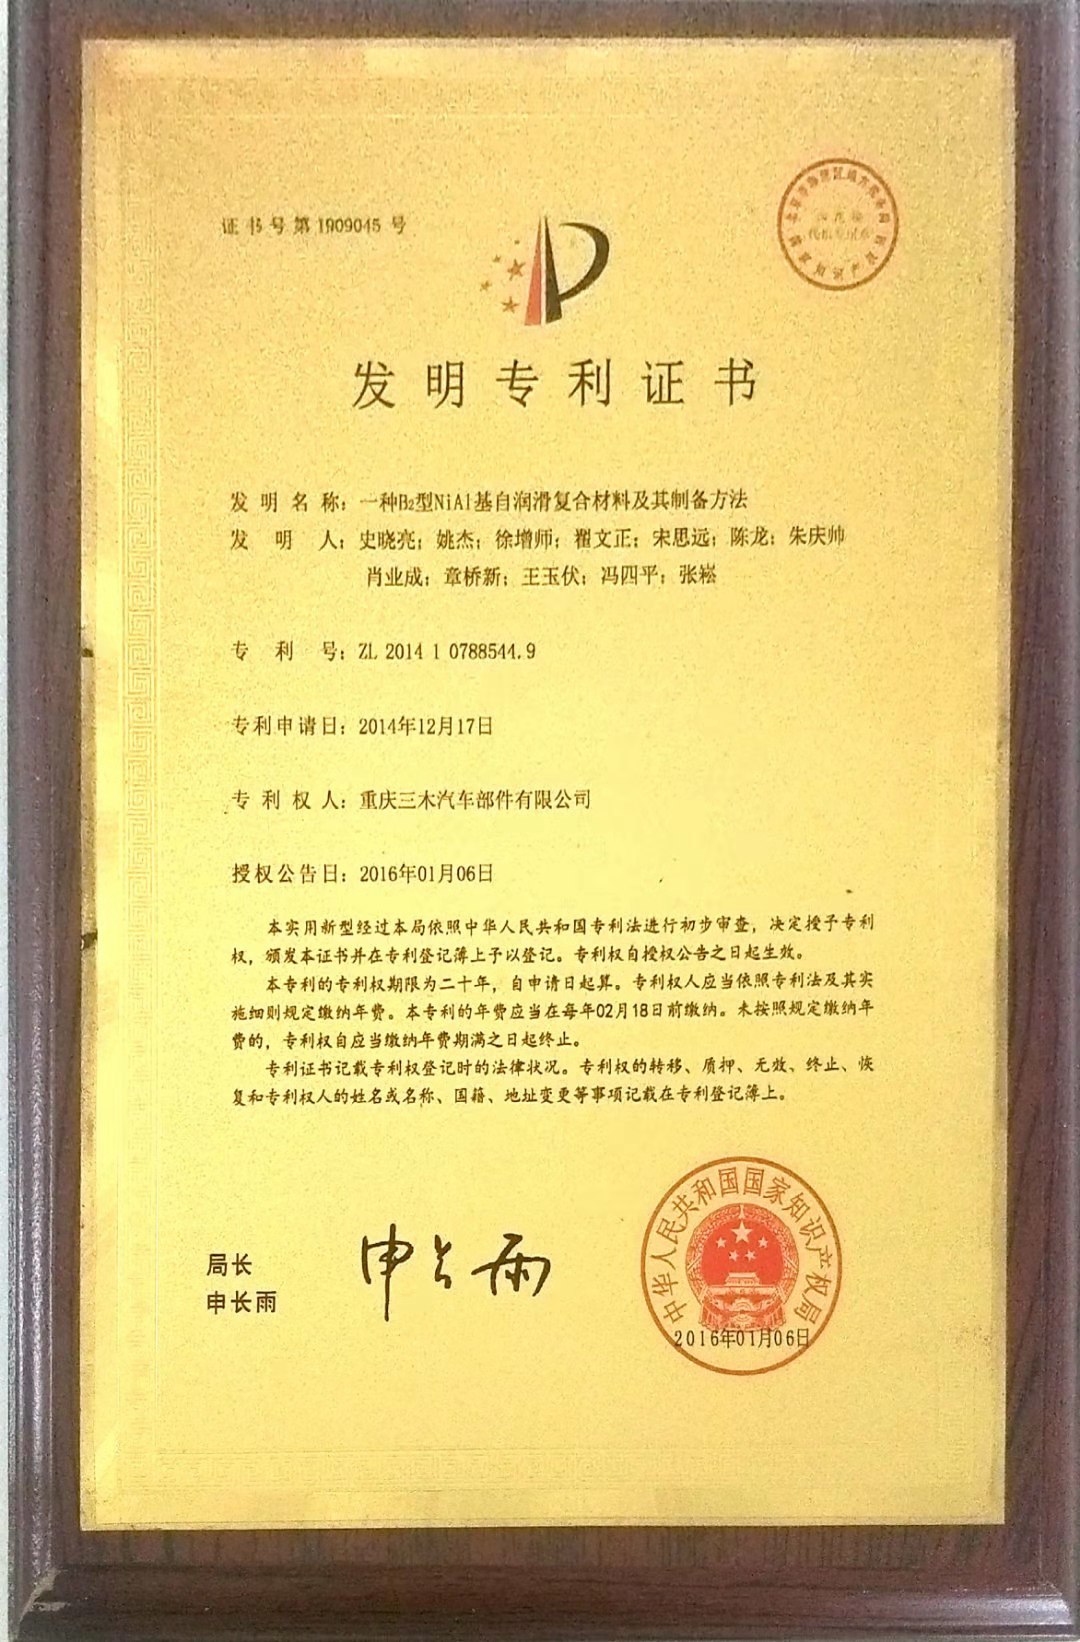 证书号第1909045号
发明专利证书
发明名称：一种B2型NiAl基自润滑复合材料及其制备方法
发明人：史晓亮；姚杰；徐增师；翟文正；宋思远；陈龙；朱庆帅
肖业成；章桥新；王玉伏；冯四平；张崧
专利号：ZL 2014 1 0788544.9
专利申请日：2014年12月17日
专利权人：重庆三木汽车部件有限公司
授权公告日：2016年01月06日
本实用新型经过本局依照中华人民共和国专利法进行初步审查，决定授予专利
权，颁发本证书并在专利登记簿上予以登记。专利权自授权公告之日起生效。
本专利的专利权期限为二十年，自申请日起算。专利权人应当依照专利法及其实
施细则规定缴纳年费。本专利的年费应当在每年02月18日前缴纳。未按照规定缴纳年
费的，专利权自应当缴纳年费期满之日起终止。
专利证书记载专利权登记时的法律状况。专利权的转移、质押、无效、终止、恢
复和专利权人的姓名或名称、国籍、地址变更等事项记载在专利登记簿上。
局长
申长雨
申长雨
中华人民共和国国家知识产权局
2016年01月06日